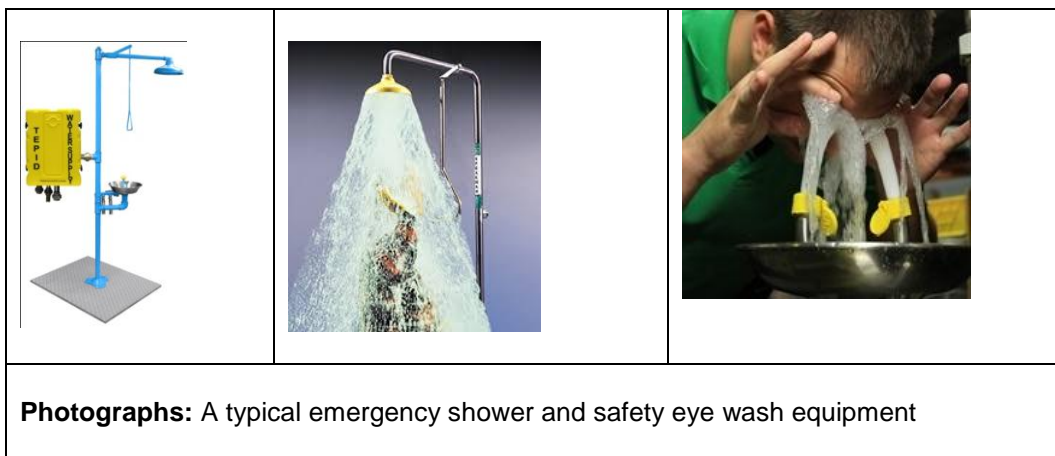 TEPID
WATER SUPPLY
Photographs: A typical emergency shower and safety eye wash equipment